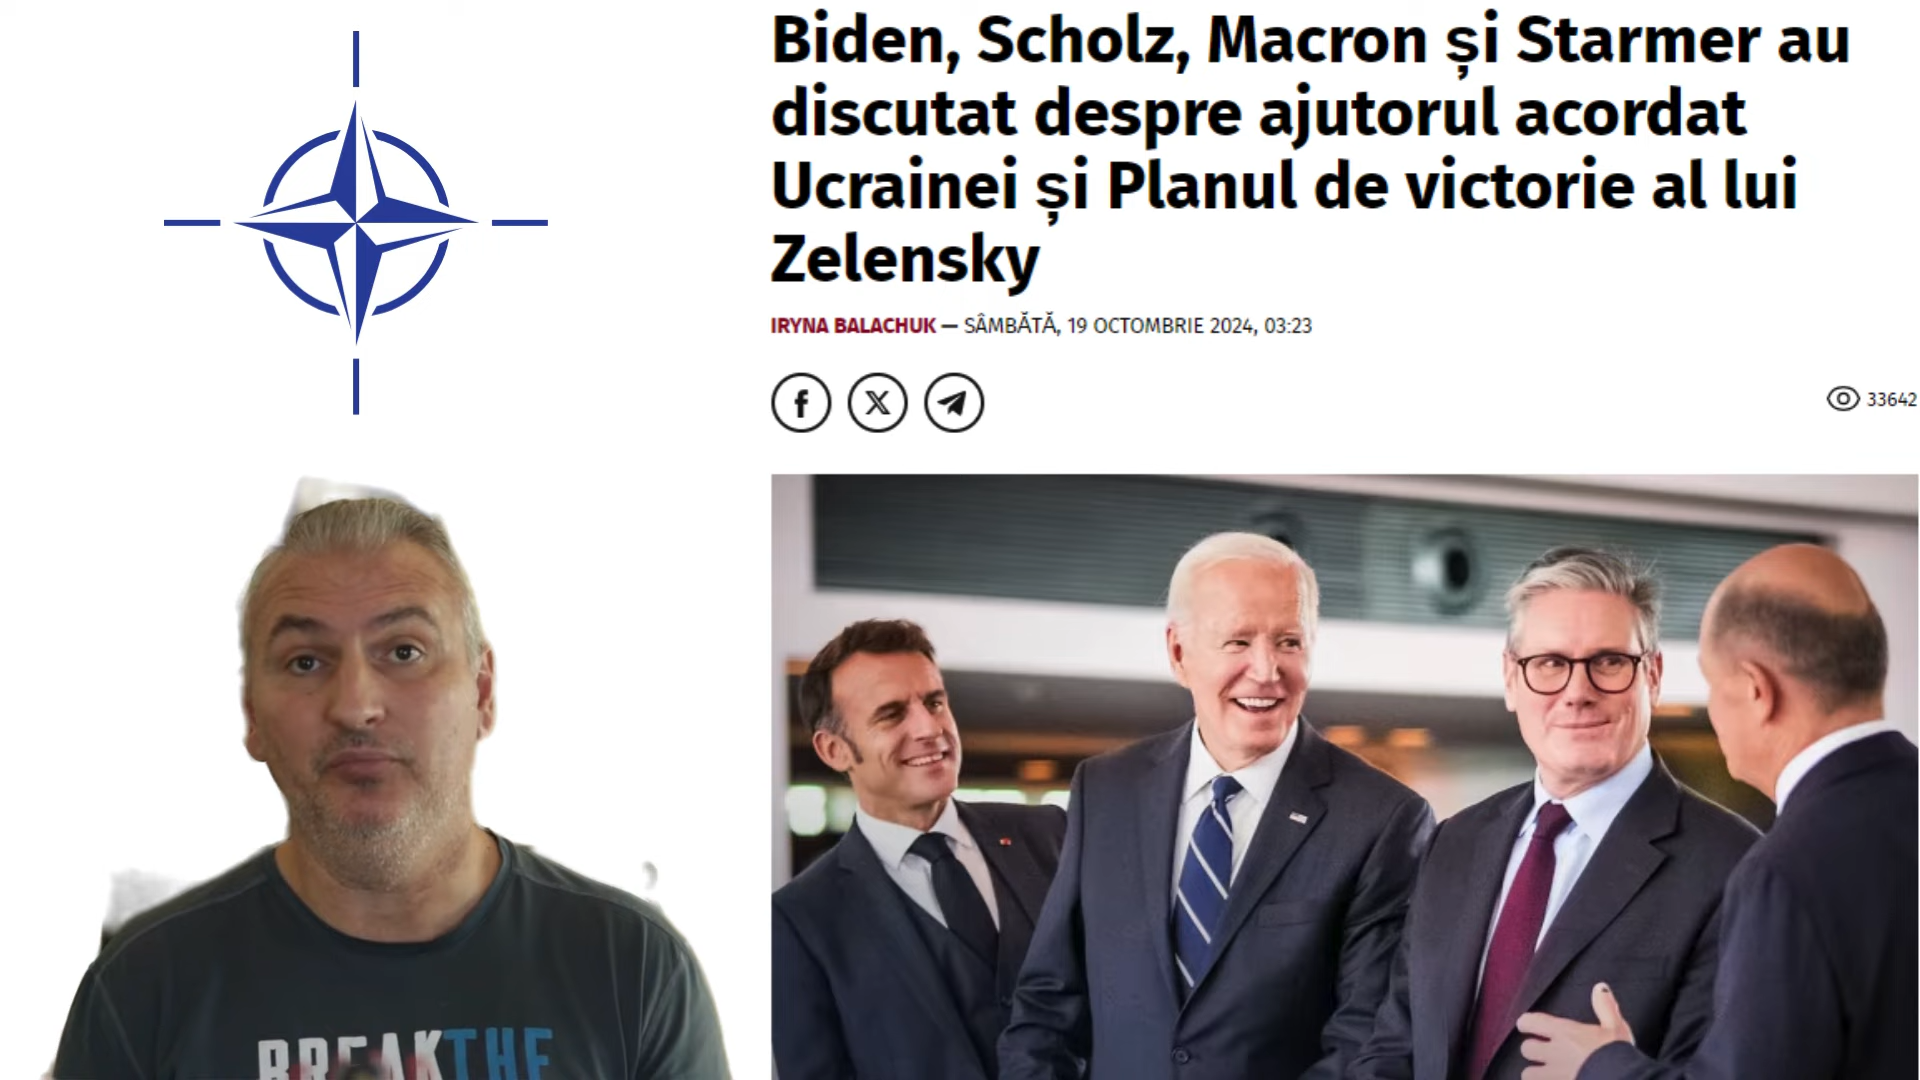 Biden, Scholz, Macron și Starmer au
discutat despre ajutorul acordat
Ucrainei și Planul de victorie al lui
Zelensky
IRYNA BALACHUK — SÂMBĂTĂ, 19 OCTOMBRIE 2024, 03:23
33642
BREAKTHE